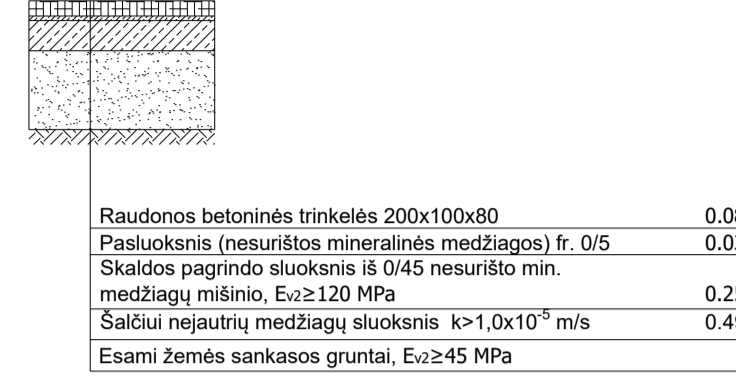 Raudonos betoninės trinkelės 200x100x80
Pasluoksnis (nesurištos mineralinės medžiagos) fr. 0/5
Skaldos pagrindo sluoksnis iš 0/45 nesurišto min.
medžiagų mišinio, Ev2≥120 MPa
Šalčiui nejautrių medžiagų sluoksnis k>1,0x10-5 m/s
Esami žemės sankasos gruntai, Ev2≥45 MPa